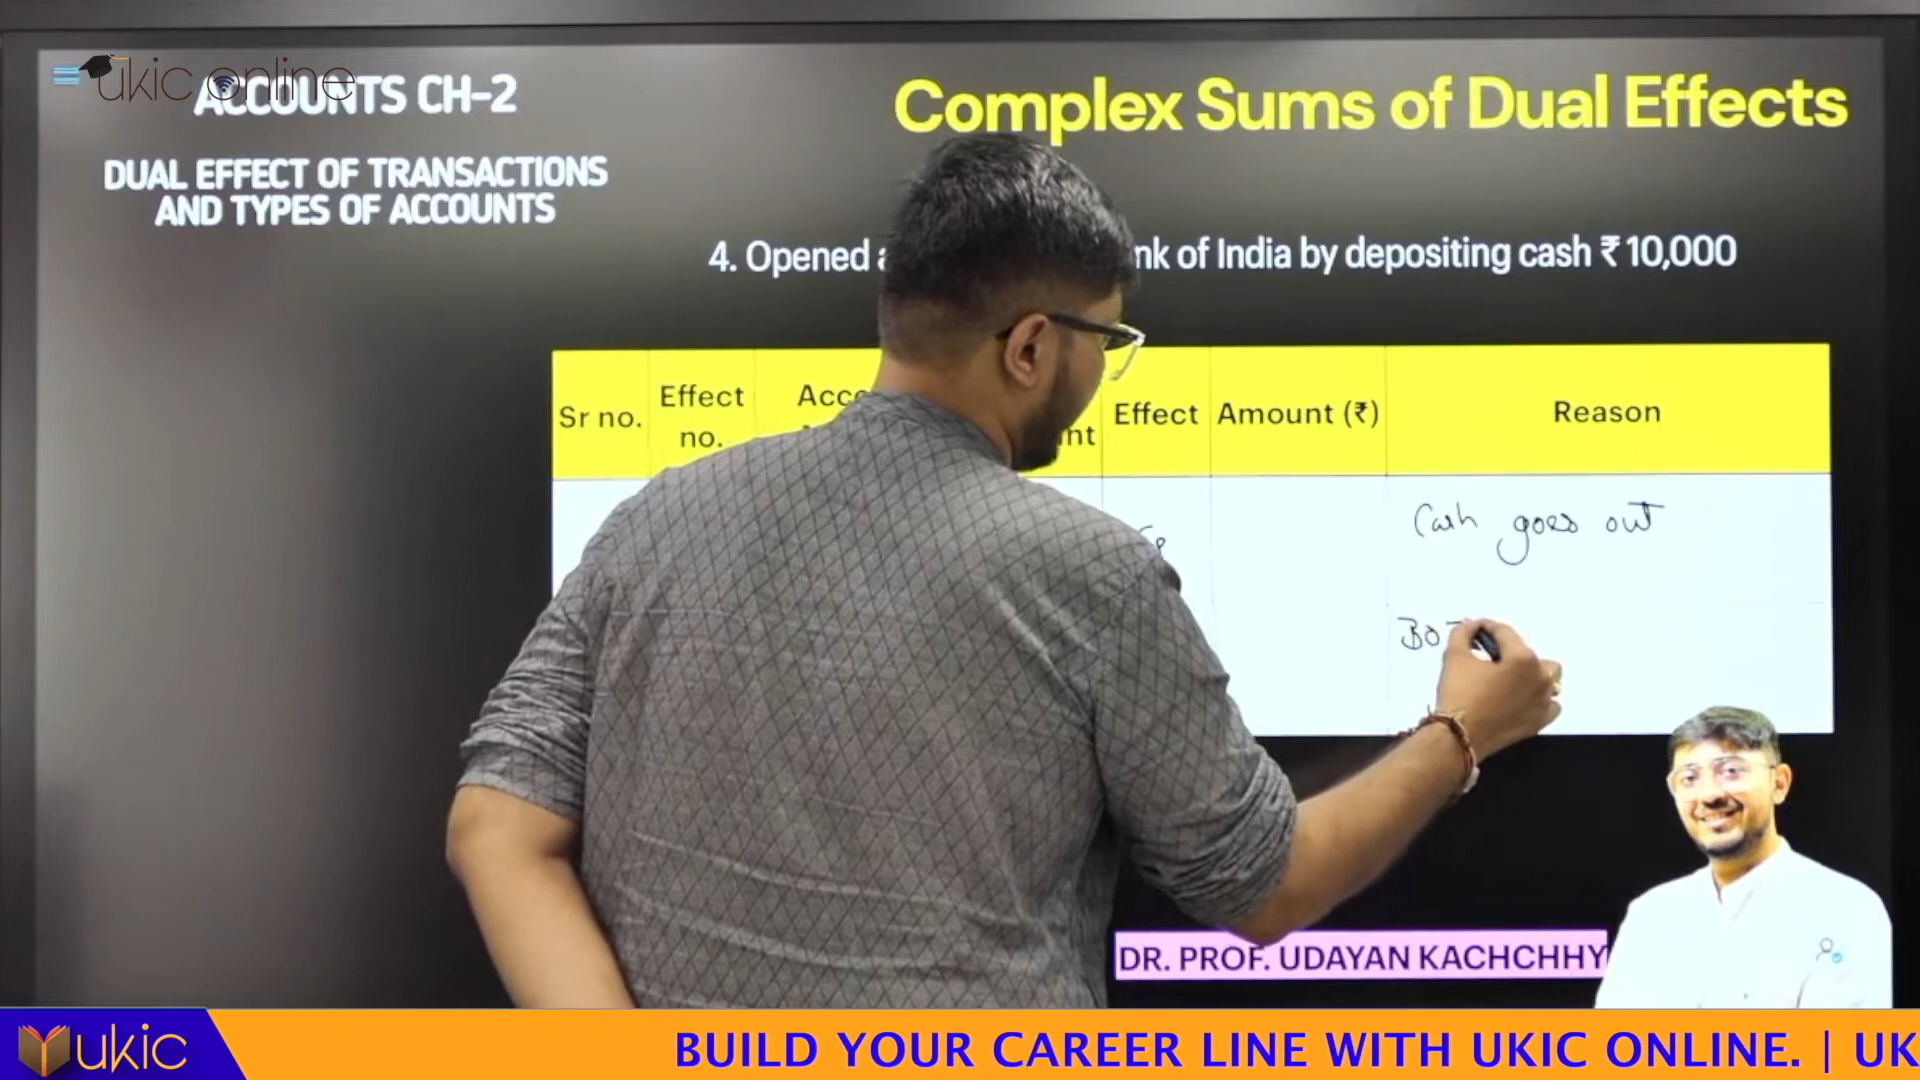 ukic online
ACCOUNTS CH-2
DUAL EFFECT OF TRANSACTIONS
AND TYPES OF ACCOUNTS
Complex Sums of Dual Effects
4. Opened of India by depositing cash ₹ 10,000
Sr no.
Effect
no.
Effect
Amount (₹)
Reason
Cash goes out
DR. PROF. UDAYAN KACHCHHY
ukic
BUILD YOUR CAREER LINE WITH UKIC ONLINE. | UK